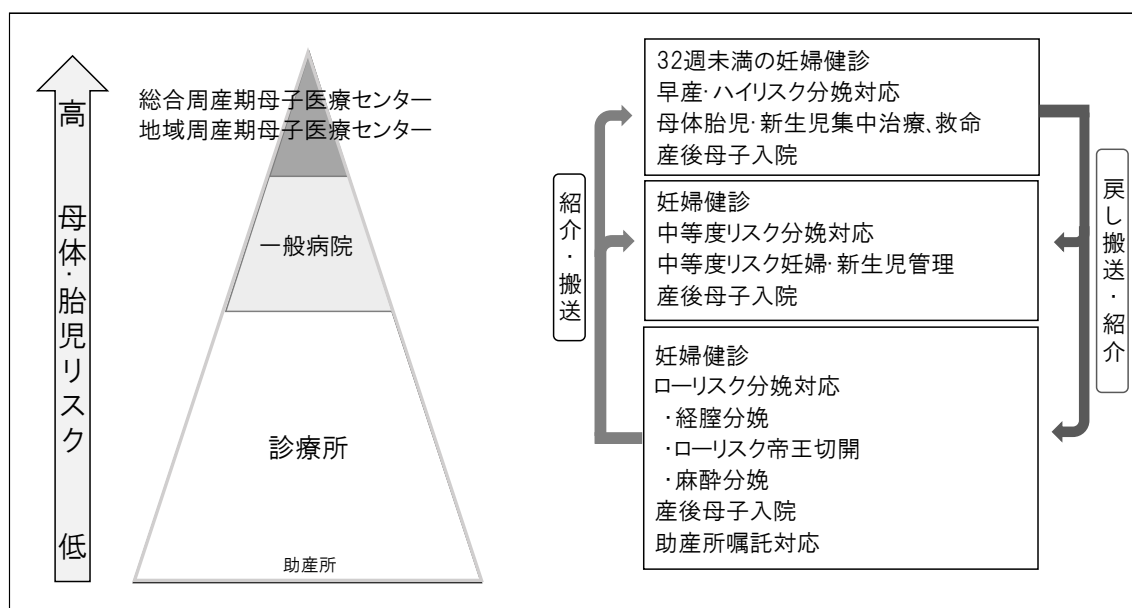 高
母体・胎児リスク
低
総合周産期母子医療センター
地域周産期母子医療センター
一般病院
診療所
助産所
紹介・搬送
32週未満の妊婦健診
早産・ハイリスク分娩対応
母体胎児・新生児集中治療、救命
産後母子入院
妊婦健診
中等度リスク分娩対応
中等度リスク妊婦・新生児管理
産後母子入院
妊婦健診
ローリスク分娩対応
・経膣分娩
・ローリスク帝王切開
・麻酔分娩
産後母子入院
助産所嘱託対応
戻し搬送・紹介